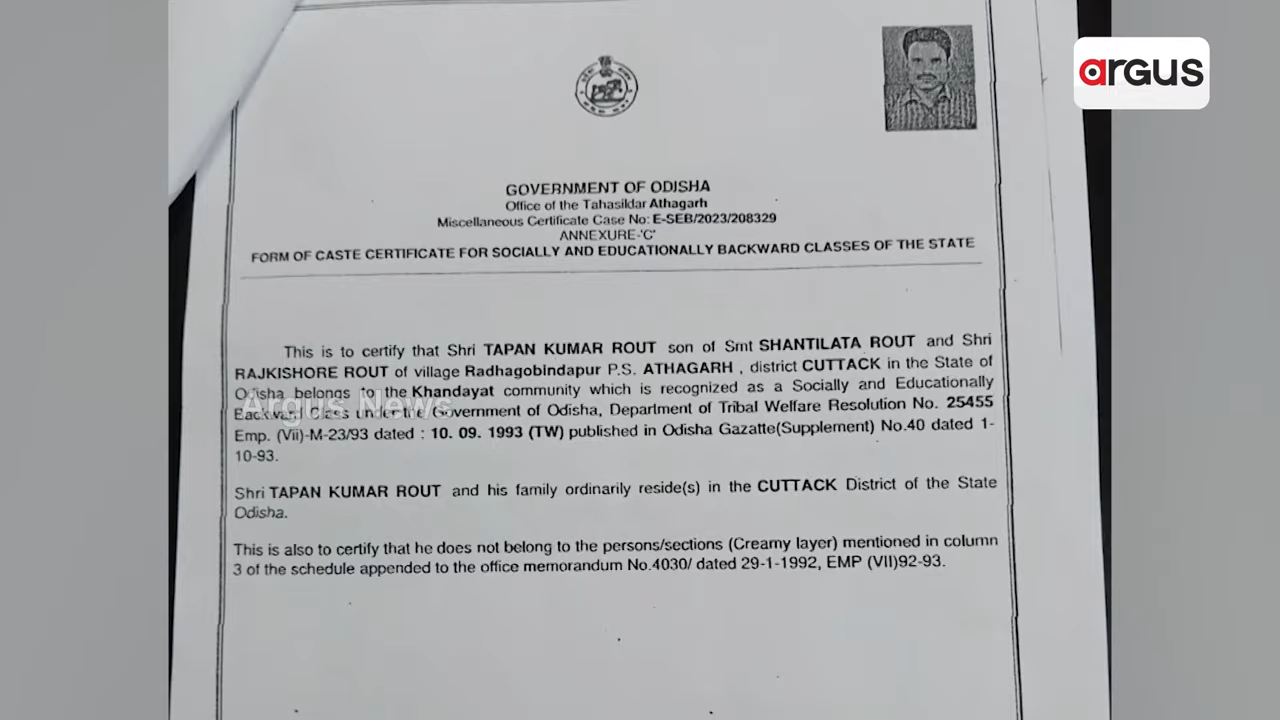 argus
GOVERNMENT OF ODISHA
Office of the Tahasildar Athagarh
Miscellaneous Certificate Case No: E-SEB/2023/208329
ANNEXURE-'C'
FORM OF CASTE CERTIFICATE FOR SOCIALLY AND EDUCATIONALLY BACKWARD CLASSES OF THE STATE
This is to certify that Shri TAPAN KUMAR ROUT son of Smt SHANTILATA ROUT and Shri
RAJKISHORE ROUT of village Radhagobindapur P.S. ATHAGARH , district CUTTACK in the State of
Odisha belongs to the Khandayat community which is recognized as a Socially and Educationally
Backward Class under the Government of Odisha, Department of Tribal Welfare Resolution No. 25455
Argus News
Emp. (Vii)-M-23/93 dated : 10. 09. 1993 (TW) published in Odisha Gazatte(Supplement) No.40 dated 1-
10-93.
Shri TAPAN KUMAR ROUT and his family ordinarily reside(s) in the CUTTACK District of the State
Odisha.
This is also to certify that he does not belong to the persons/sections (Creamy layer) mentioned in column
3 of the schedule appended to the office memorandum No.4030/ dated 29-1-1992, EMP (VII)92-93.